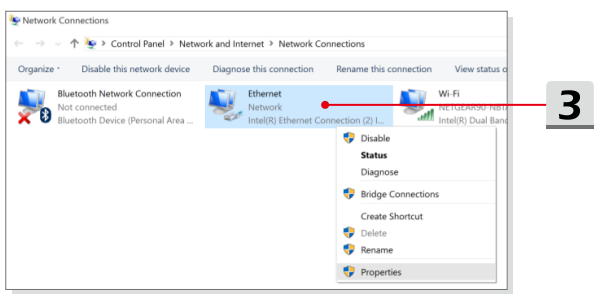 Network Connections
Control Panel > Network and Internet > Network Connections
Organize Disable this network device Diagnose this connection Rename this connection View status o
Bluetooth Network Connection
Not connected
Bluetooth Device (Personal Area ...
Ethernet
Network
Intel(R) Ethernet Connection (2) I...
Wi-Fi
Intel(R) Dual Band
3
Disable
Status
Diagnose
Bridge Connections
Create Shortcut
Delete
Rename
Properties